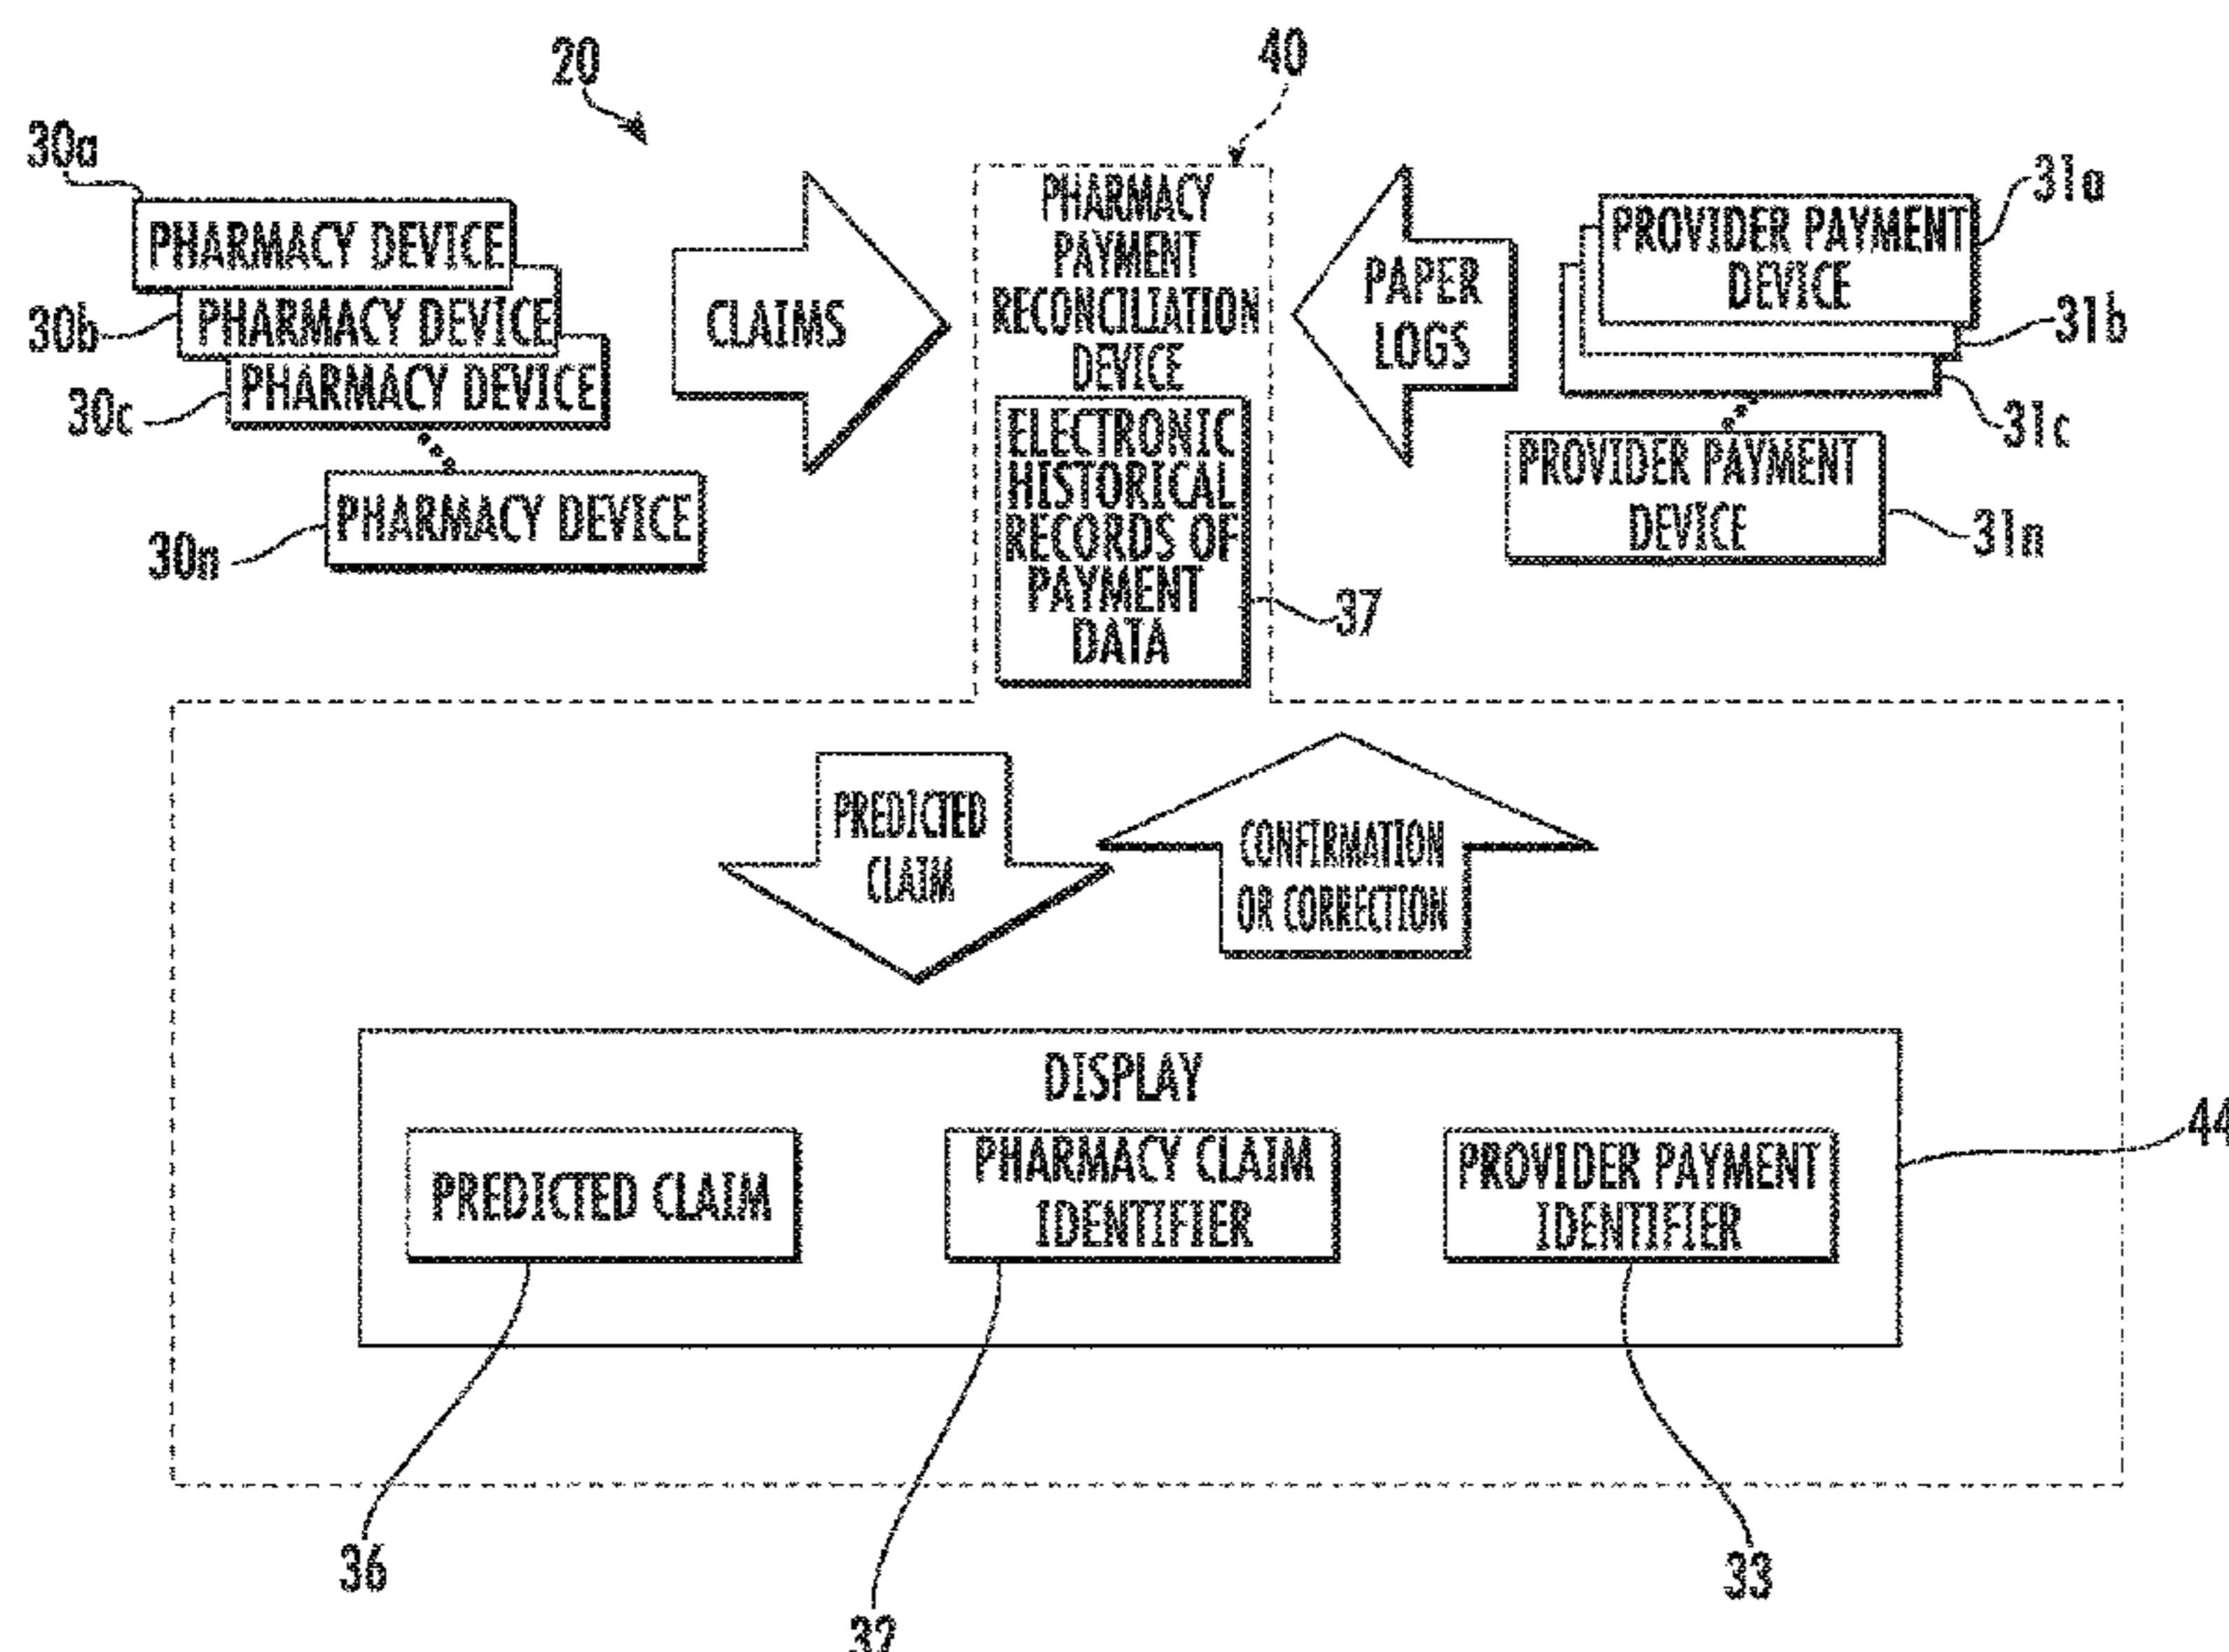 20
40
30a
PHARMACY DEVICE
30b
PHARMACY DEVICE
30c
PHARMACY DEVICE
30n
PHARMACY DEVICE
CLAIMS
PHARMACY
PAYMENT
RECONCILIATION
DEVICE
ELECTRONIC
HISTORICAL
RECORDS OF
PAYMENT
DATA
37
PAPER
LOGS
PROVIDER PAYMENT
DEVICE
31a
31b
31c
PROVIDER PAYMENT
DEVICE
31n
PREDICTED
CLAIM
CONFIRMATION
OR CORRECTION
DISPLAY
PREDICTED CLAIM
PHARMACY CLAIM
IDENTIFIER
PROVIDER PAYMENT
IDENTIFIER
44
36
32
33